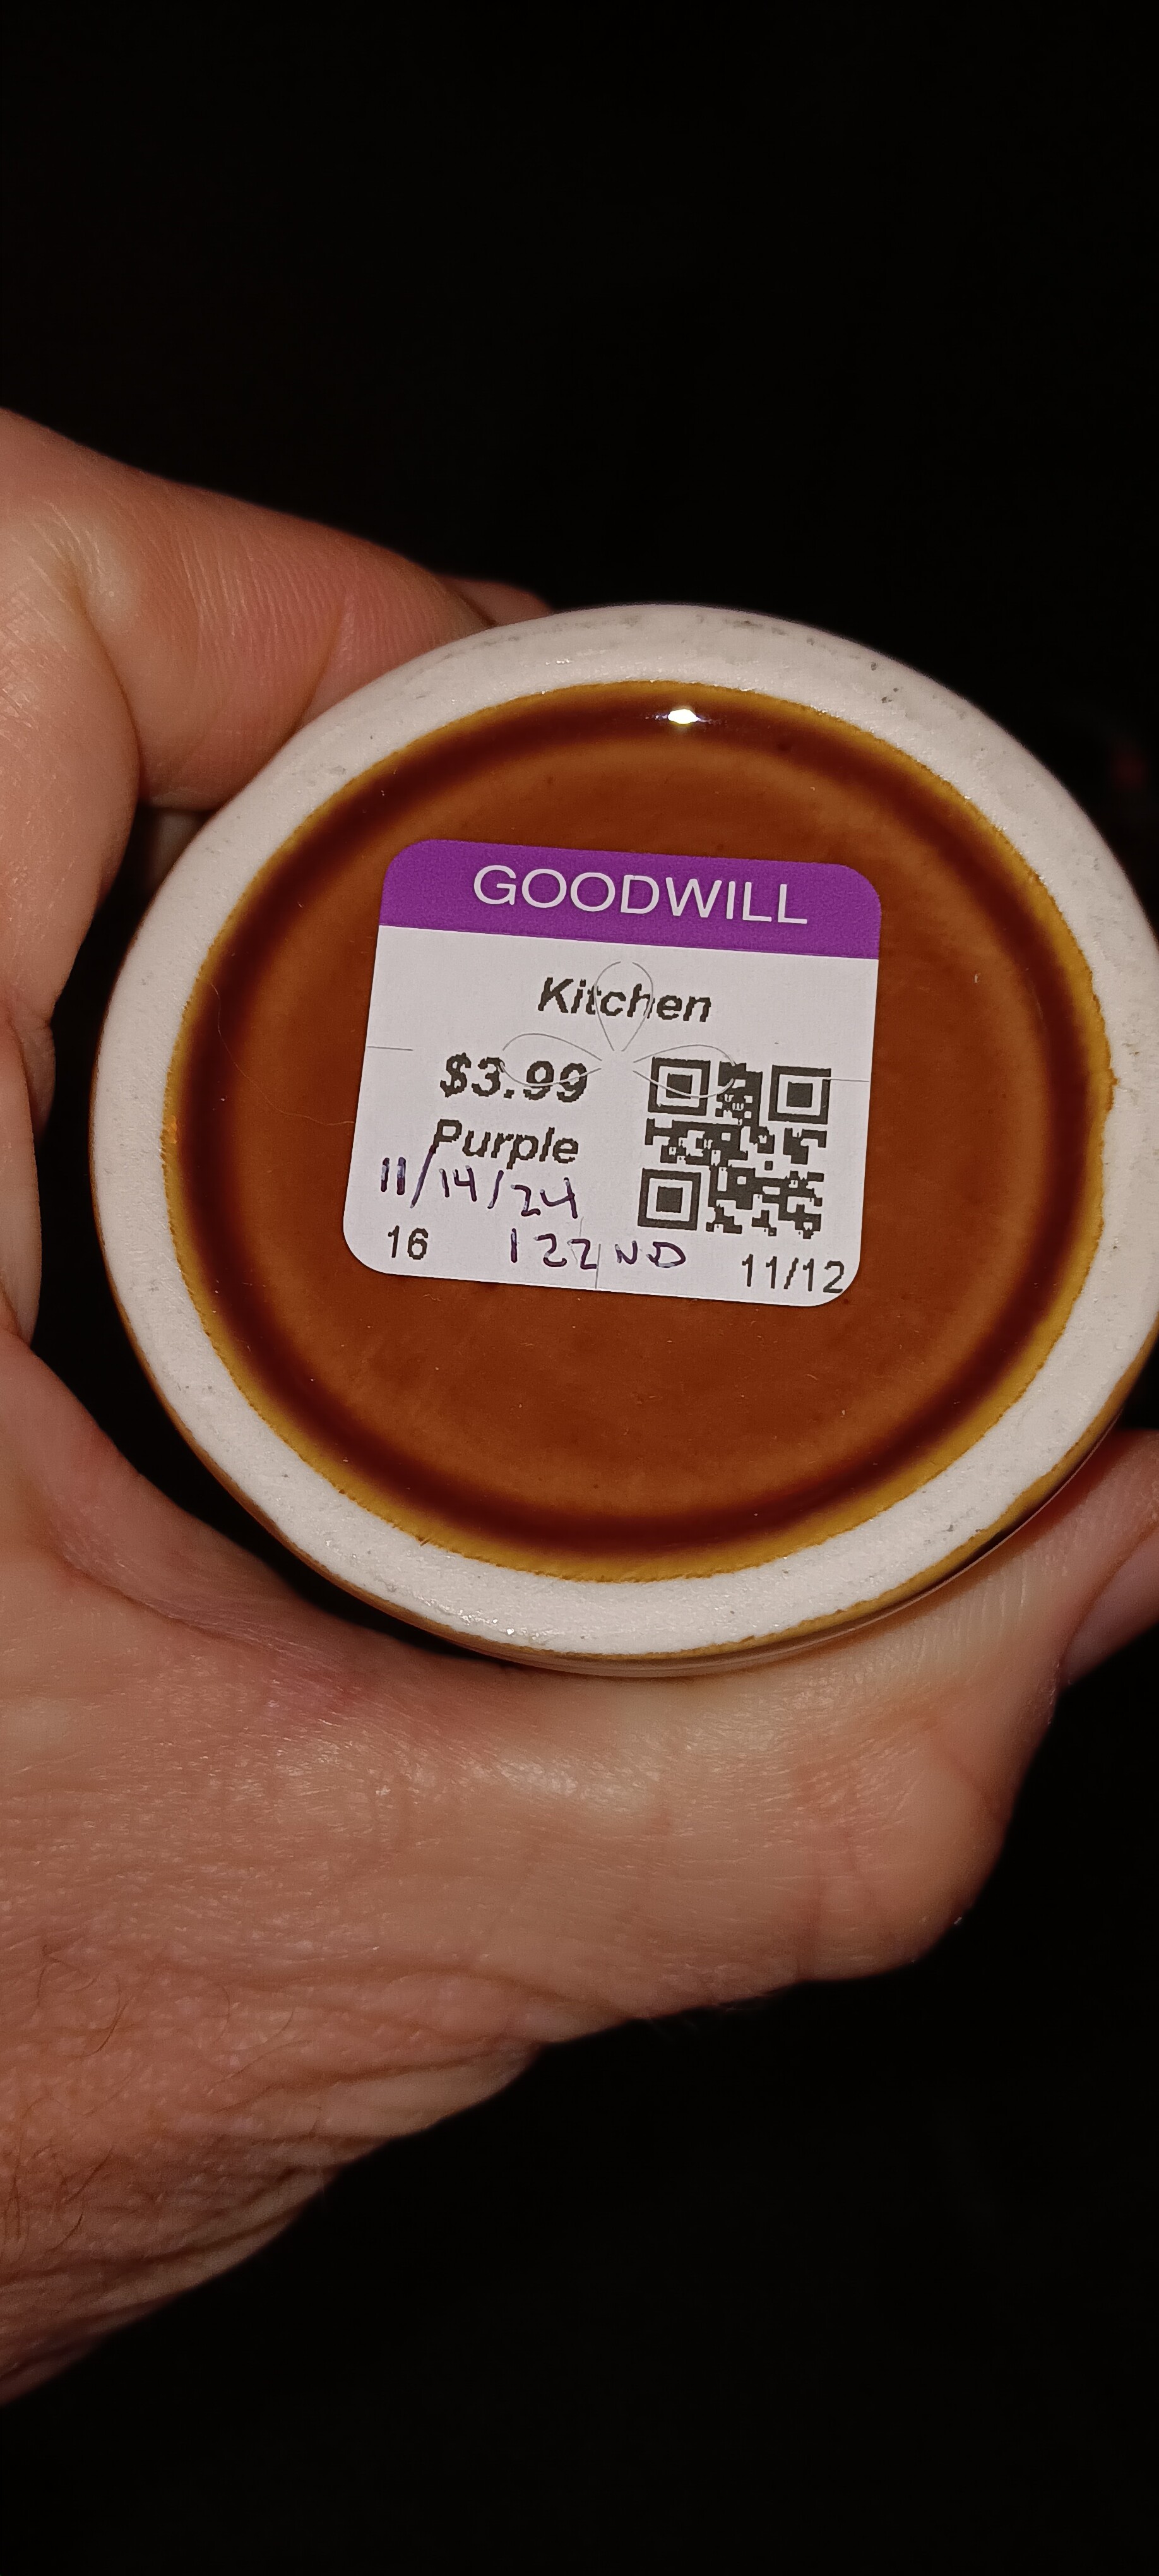 GOODWILL
Kitchen
$3.99
Purple
11/14/24
16 122ND 11/12